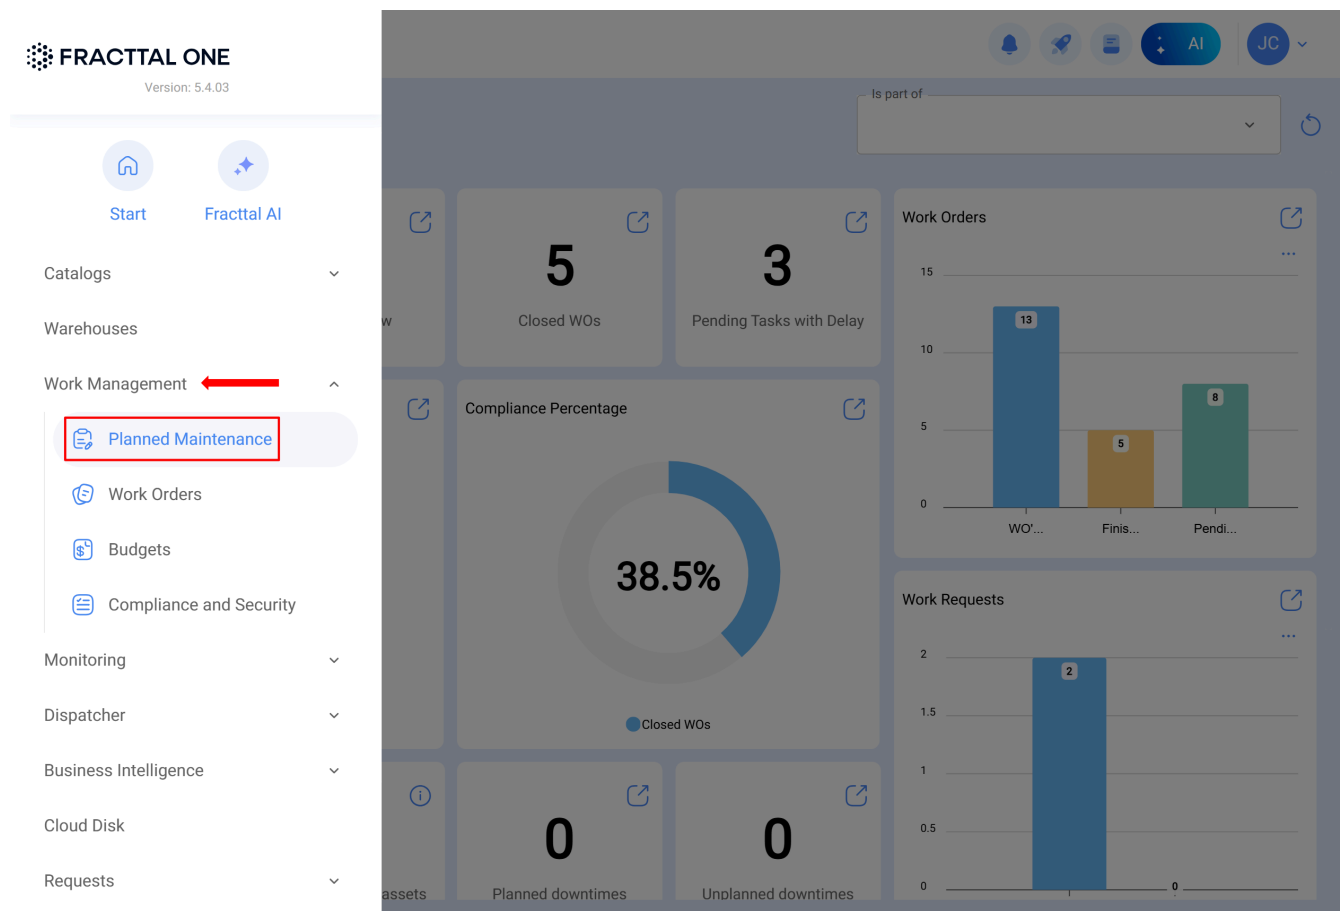 FRACTTAL ONE
Version: 5.4.03
Start
Fracttal AI
Catalogs
Warehouses
Work Management
Planned Maintenance
Work Orders
Budgets
Compliance and Security
Monitoring
Dispatcher
Business Intelligence
Cloud Disk
Requests
AI
JC
Is part of
w
5
Closed WOs
3
Pending Tasks with Delay
Work Orders
...
15
10
5
0
13
5
8
WO'...
Finis...
Pendi...
Compliance Percentage
38.5%
Closed WOs
Work Requests
...
2
1.5
1
0.5
0
2
0
assets
0
Planned downtimes
0
Unplanned downtimes